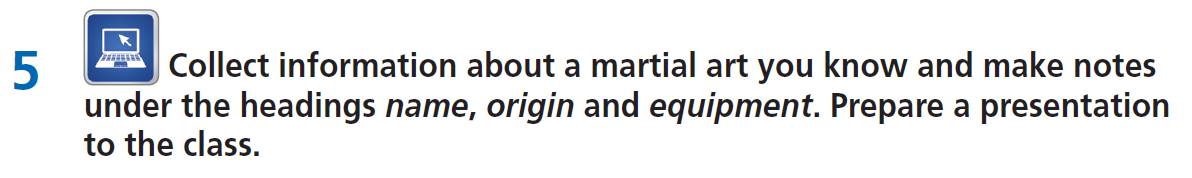 5 Collect information about a martial art you know and make notes
under the headings name, origin and equipment. Prepare a presentation
to the class.